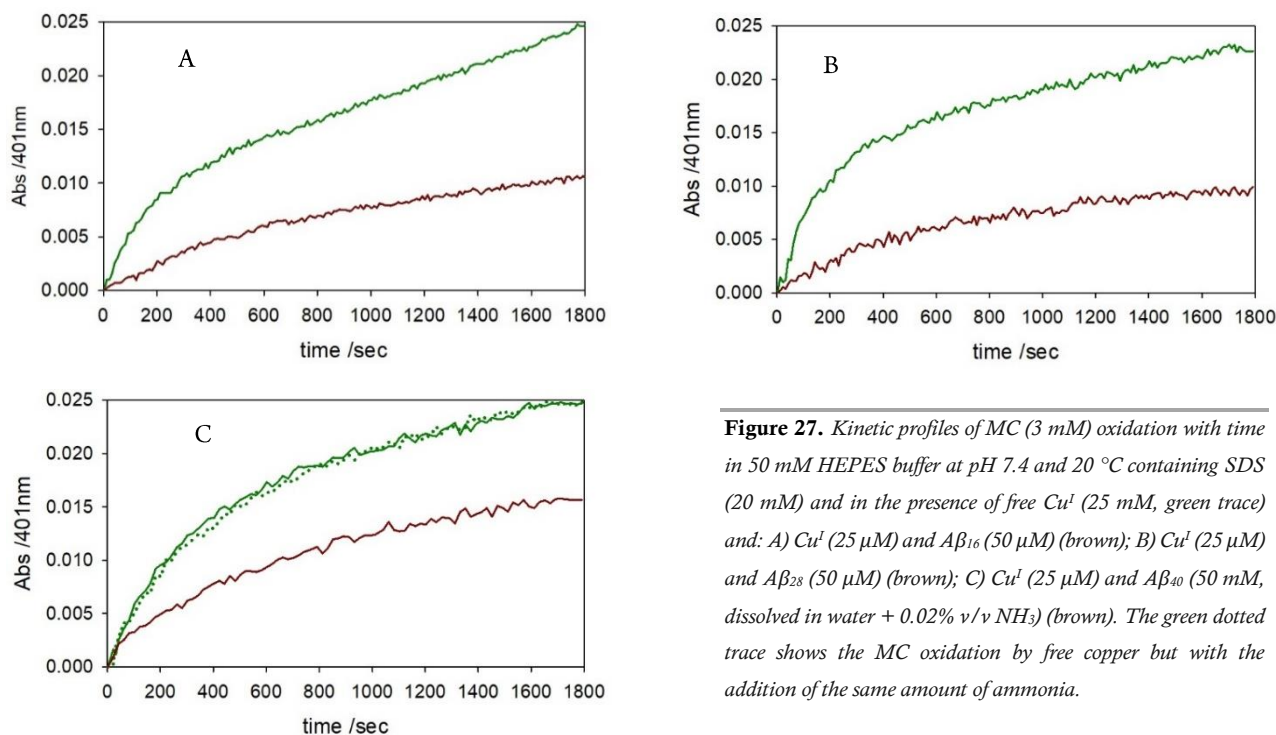 A
0.025
0.020
0.015
0.010
0.005
0.000
Abs /401nm
0 200 400 600 800 1000 1200 1400 1600 1800
time /sec
B
0.025
0.020
0.015
0.010
0.005
0.000
Abs /401nm
0 200 400 600 800 1000 1200 1400 1600 1800
time /sec
C
0.025
0.020
0.015
0.010
0.005
0.000
Abs /401nm
0 200 400 600 800 1000 1200 1400 1600 1800
time /sec
Figure 27. Kinetic profiles of MC (3 mM) oxidation with time
in 50 mM HEPES buffer at pH 7.4 and 20 °C containing SDS
(20 mM) and in the presence of free Cuᴵ (25 mM, green trace)
and: A) Cuᴵ (25 μM) and Aβ₁₆ (50 μM) (brown); B) Cuᴵ (25 μM)
and Aβ₂₈ (50 μM) (brown); C) Cuᴵ (25 μM) and Aβ₄₀ (50 mM,
dissolved in water + 0.02% v/v NH₃) (brown). The green dotted
trace shows the MC oxidation by free copper but with the
addition of the same amount of ammonia.